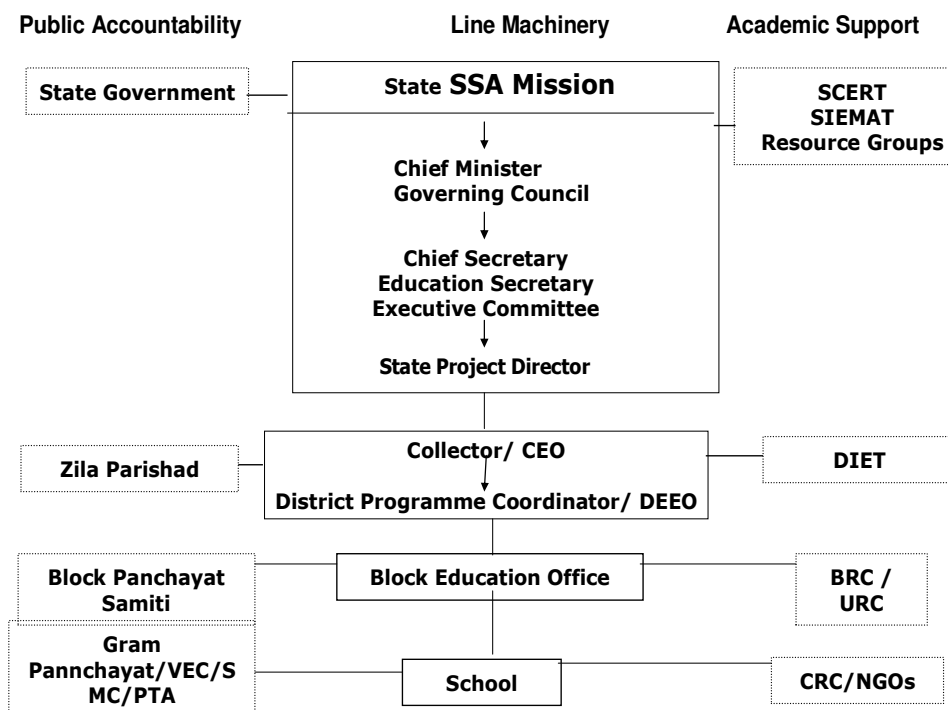 Public Accountability
Line Machinery
Academic Support
State Government
State SSA Mission
SCERT
SIEMAT
Resource Groups
Chief Minister
Governing Council
Chief Secretary
Education Secretary
Executive Committee
State Project Director
Zila Parishad
Collector/ CEO
District Programme Coordinator/ DEEO
DIET
Block Panchayat
Samiti
Block Education Office
BRC /
URC
Gram
Pannchayat/VEC/S
MC/PTA
School
CRC/NGOs